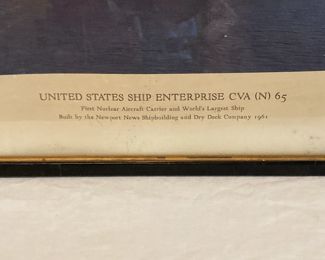 UNITED STATES SHIP ENTERPRISE CVA (N) 65
First Nuclear Aircraft Carrier and World's Largest Ship
Built by the Newport News Shipbuilding and Dry Dock Company 1961